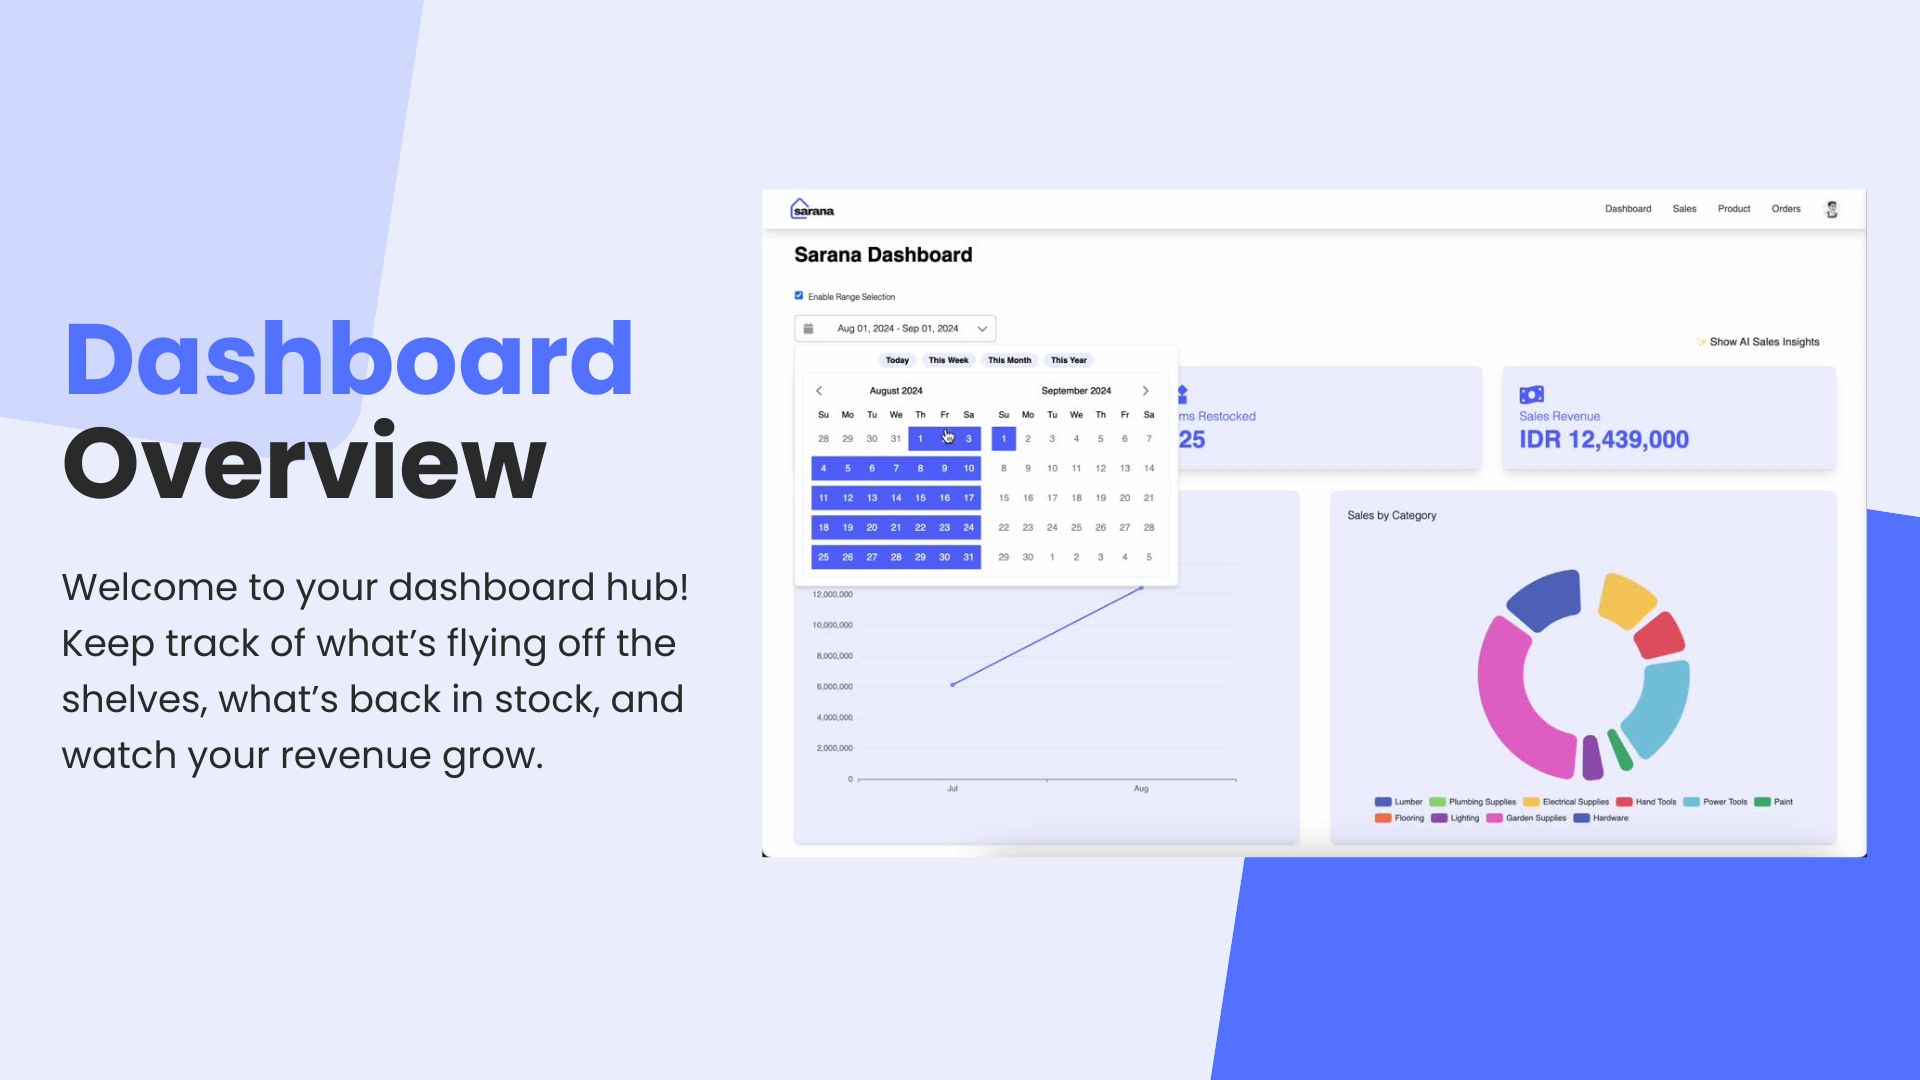 Dashboard
Overview
Welcome to your dashboard hub!
Keep track of what's flying off the
shelves, what's back in stock, and
watch your revenue grow.
sarana
Dashboard Sales Product Orders
Sarana Dashboard
Enable Range Selection
Aug 01, 2024 - Sep 01, 2024
✨ Show AI Sales Insights
Today This Week This Month This Year
August 2024
Su Mo Tu We Th Fr Sa
28 29 30 31 1 3
4 5 6 7 8 9 10
11 12 13 14 15 16 17
18 19 20 21 22 23 24
25 26 27 28 29 30 31
September 2024
Su Mo Tu We Th Fr Sa
1 2 3 4 5 6 7
8 9 10 11 12 13 14
15 16 17 18 19 20 21
22 23 24 25 26 27 28
29 30 1 2 3 4 5
ms Restocked
25
Sales Revenue
IDR 12,439,000
12,000,000
10,000,000
8,000,000
6,000,000
4,000,000
2,000,000
0
Jul Aug
Sales by Category
Lumber Plumbing Supplies Electrical Supplies Hand Tools Power Tools Paint
Flooring Lighting Garden Supplies Hardware